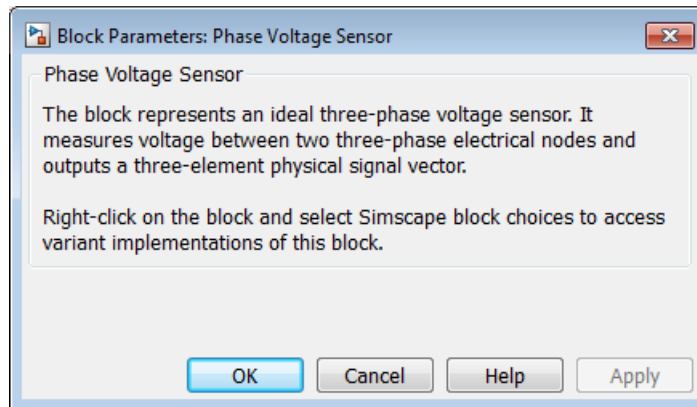 Block Parameters: Phase Voltage Sensor
Phase Voltage Sensor
The block represents an ideal three-phase voltage sensor. It
measures voltage between two three-phase electrical nodes and
outputs a three-element physical signal vector.
Right-click on the block and select Simscape block choices to access
variant implementations of this block.
OK Cancel Help Apply